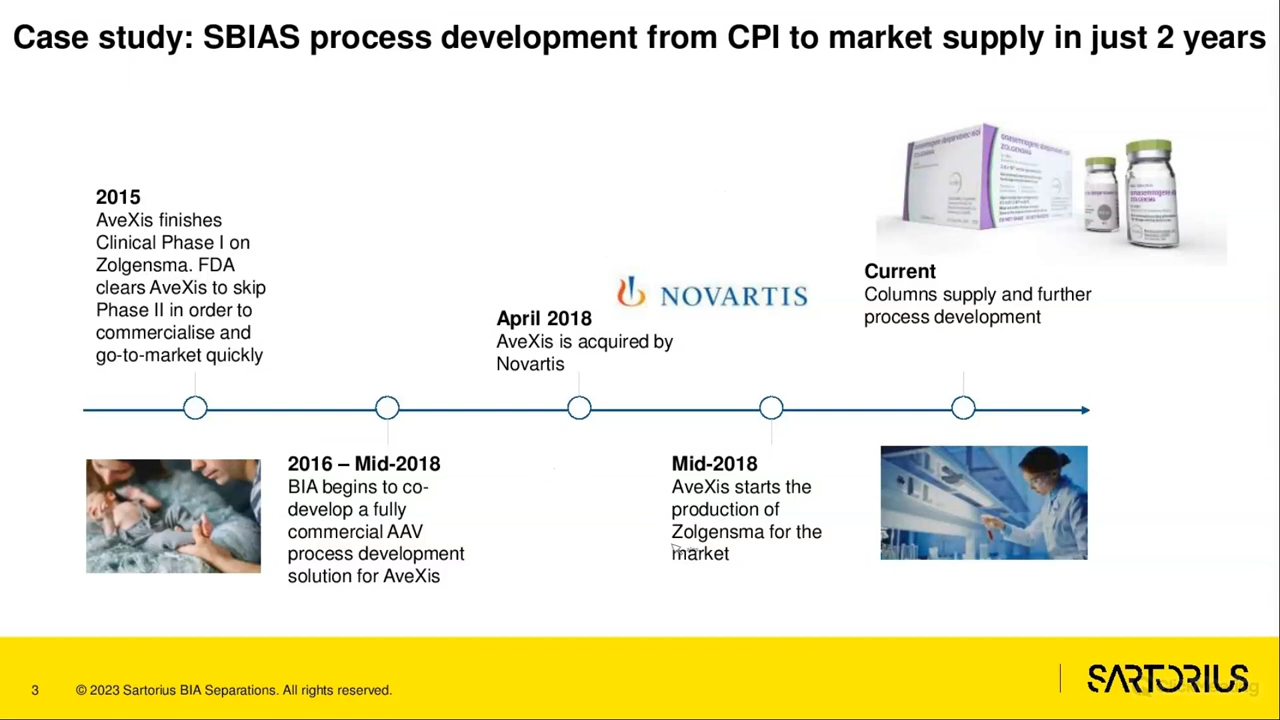 Case study: SBIAS process development from CPI to market supply in just 2 years
2015
AveXis finishes
Clinical Phase I on
Zolgensma. FDA
clears AveXis to skip
Phase II in order to
commercialise and
go-to-market quickly
2016 – Mid-2018
BIA begins to co-
develop a fully
commercial AAV
process development
solution for AveXis
NOVARTIS
April 2018
AveXis is acquired by
Novartis
Mid-2018
AveXis starts the
production of
Zolgensma for the
market
ZOLGENSMA
Current
Columns supply and further
process development
3
© 2023 Sartorius BIA Separations. All rights reserved.
SARTORIUS